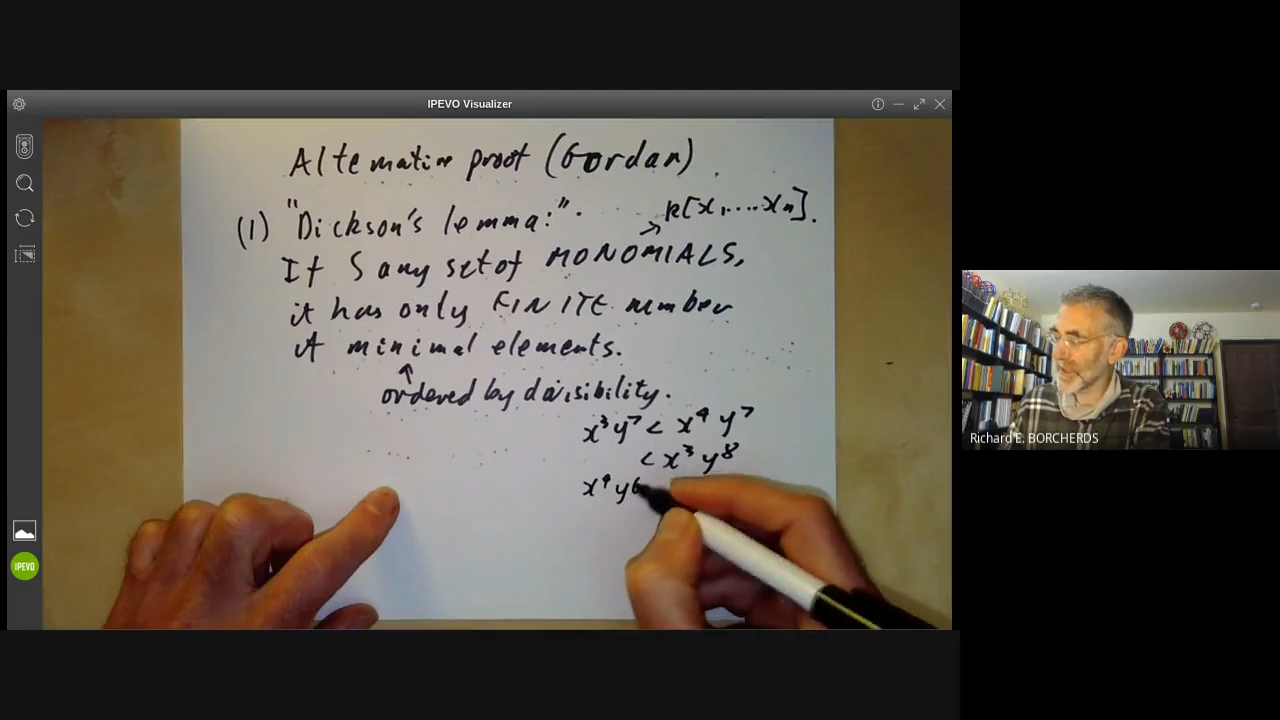 IPEVO Visualizer
Alternative proof (Gordan)
(1) "Dickson's lemma:".
→ k[x₁,....xₙ].
If S any set of MONOMIALS,
it has only FINITE number
of minimal elements.
↑
ordered by divisibility.
x³y⁷ < x⁴y⁷
< x³y⁸
x⁴y⁶
Richard E. BORCHERDS
IPEVO